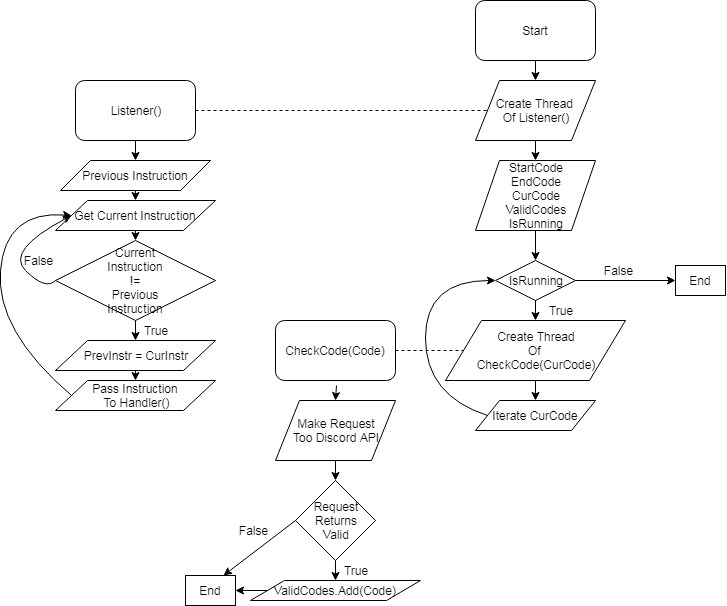 Start
Create Thread
Of Listener()
StartCode
EndCode
CurCode
ValidCodes
IsRunning
IsRunning
False
End
True
Create Thread
Of
CheckCode(CurCode)
Iterate CurCode
Listener()
Previous Instruction
Get Current Instruction
Current
Instruction
!=
Previous
Instruction
False
True
PrevInstr = CurInstr
Pass Instruction
To Handler()
CheckCode(Code)
Make Request
Too Discord API
Request
Returns
Valid
False
True
End
ValidCodes.Add(Code)